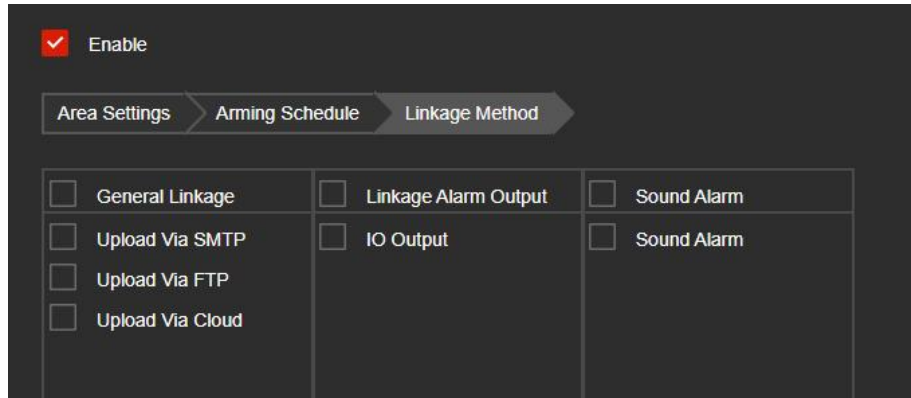 Enable
Area Settings Arming Schedule Linkage Method
General Linkage Linkage Alarm Output Sound Alarm
Upload Via SMTP IO Output Sound Alarm
Upload Via FTP
Upload Via Cloud